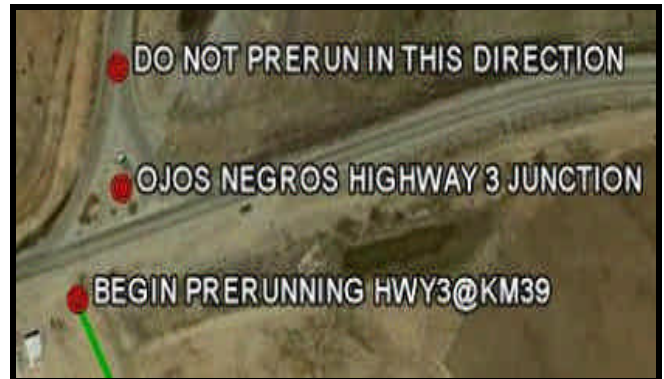 DO NOT PRERUN IN THIS DIRECTION
OJOS NEGROS HIGHWAY 3 JUNCTION
BEGIN PRERUNNING HWY3@KM39